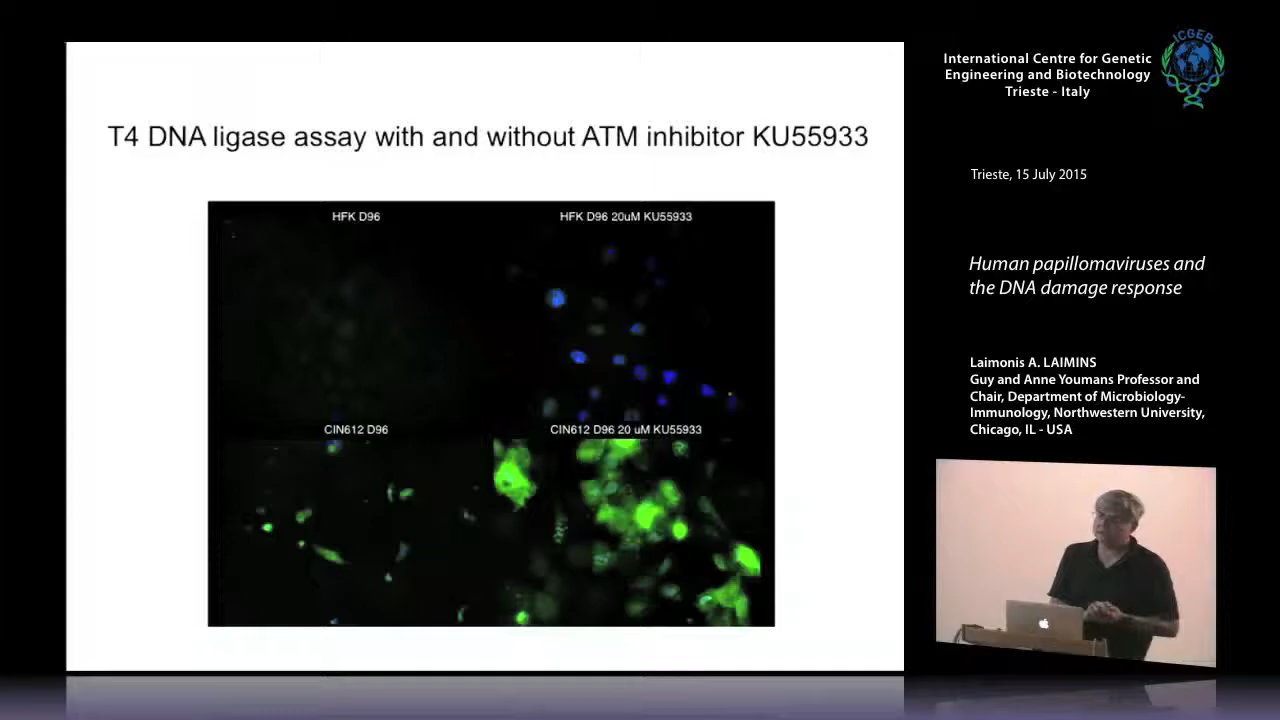 T4 DNA ligase assay with and without ATM inhibitor KU55933
HFK D96
HFK D96 20uM KU55933
CIN612 D96
CIN612 D96 20 uM KU55933
ICGEB
International Centre for Genetic
Engineering and Biotechnology
Trieste - Italy
Trieste, 15 July 2015
Human papillomaviruses and
the DNA damage response
Laimonis A. LAIMINS
Guy and Anne Youmans Professor and
Chair, Department of Microbiology-
Immunology, Northwestern University,
Chicago, IL - USA